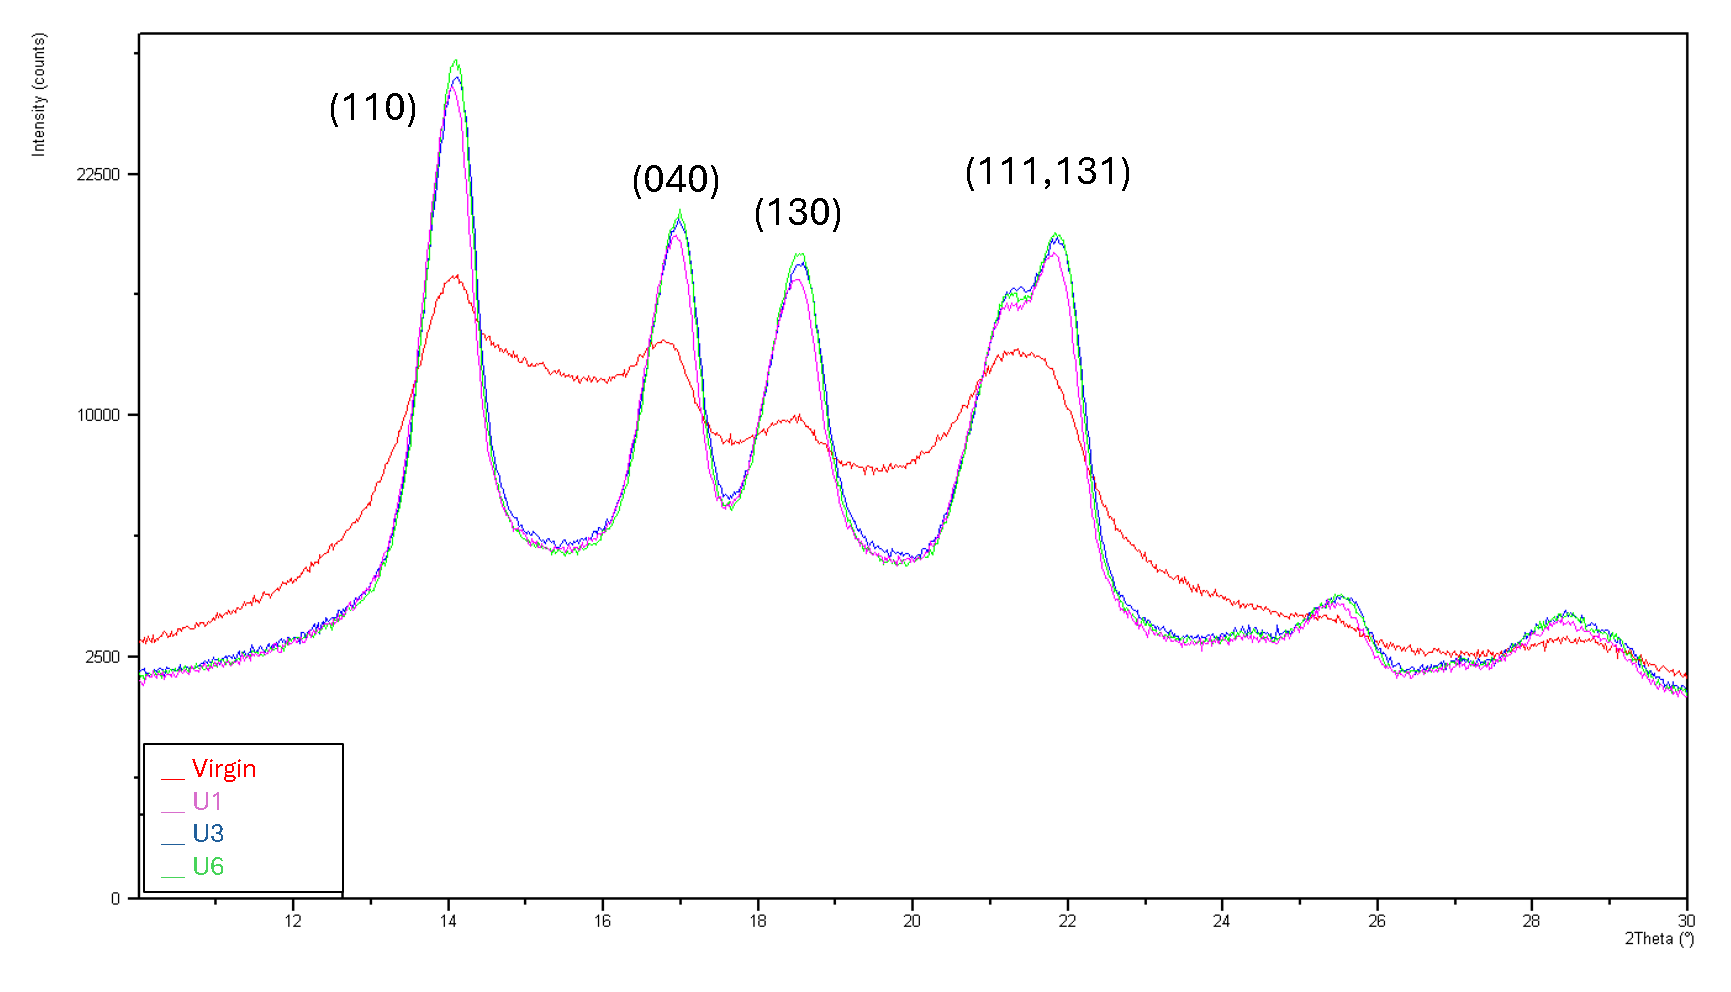 Intensity (counts)
(110)
(040)
(130)
(111,131)
22500
10000
2500
0
Virgin
U1
U3
U6
12 14 16 18 20 22 24 26 28 30
2Theta (°)